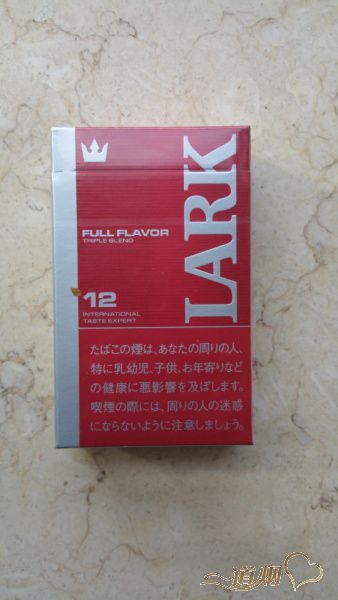 LARK
FULL FLAVOR
TRIPLE BLEND
12
INTERNATIONAL
TASTE EXPERT
たばこの煙は、あなたの周りの人、
特に乳幼児、子供、お年寄りなど
の健康に悪影響を及ぼします。
喫煙の際には、周りの人の迷惑
にならないように注意しましょう。
一道烟